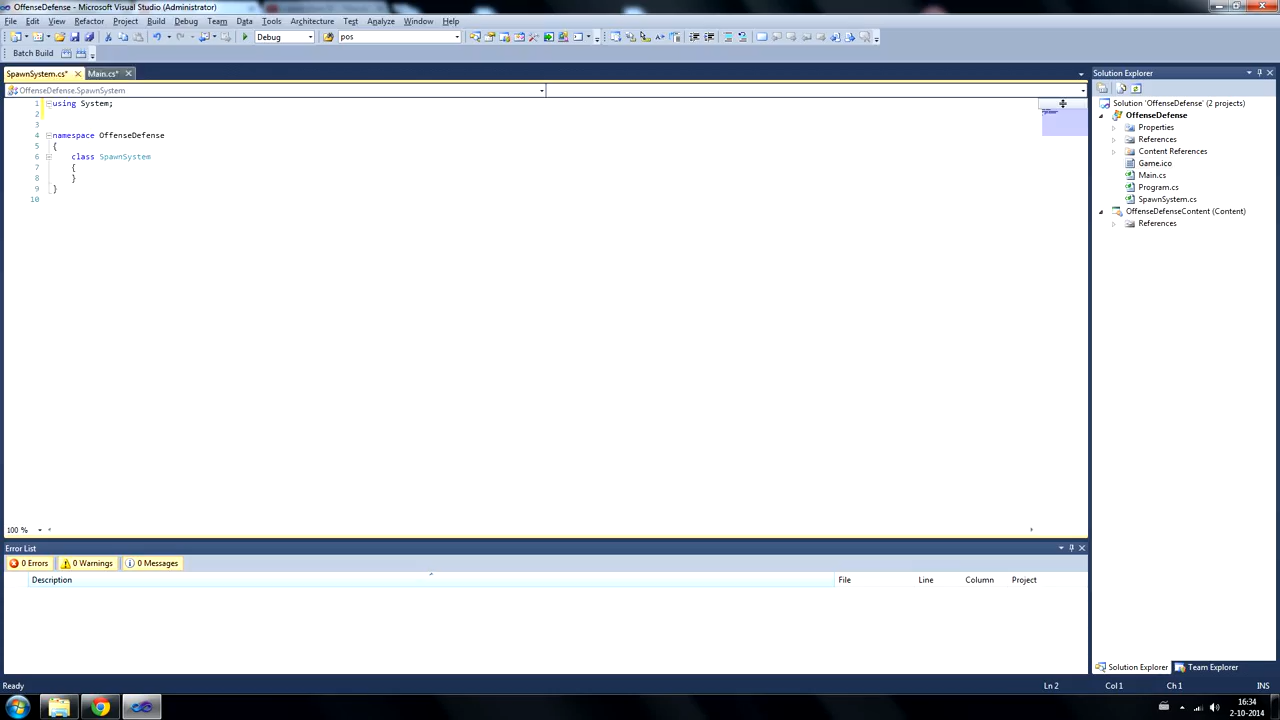 OffenseDefense - Microsoft Visual Studio (Administrator)
File Edit View Refactor Project Build Debug Team Data Tools Architecture Test Analyze Window Help
Debug pos
Batch Build
SpawnSystem.cs* Main.cs*
OffenseDefense.SpawnSystem
1 using System;
2
3
4 namespace OffenseDefense
5 {
6 class SpawnSystem
7 {
8 }
9 }
10
100 %
Error List
0 Errors 0 Warnings 0 Messages
Description File Line Column Project
Solution Explorer
Solution 'OffenseDefense' (2 projects)
OffenseDefense
Properties
References
Content References
Game.ico
Main.cs
Program.cs
SpawnSystem.cs
OffenseDefenseContent (Content)
References
Solution Explorer Team Explorer
Ready Ln 2 Col 1 Ch 1 INS
16:34
2-10-2014